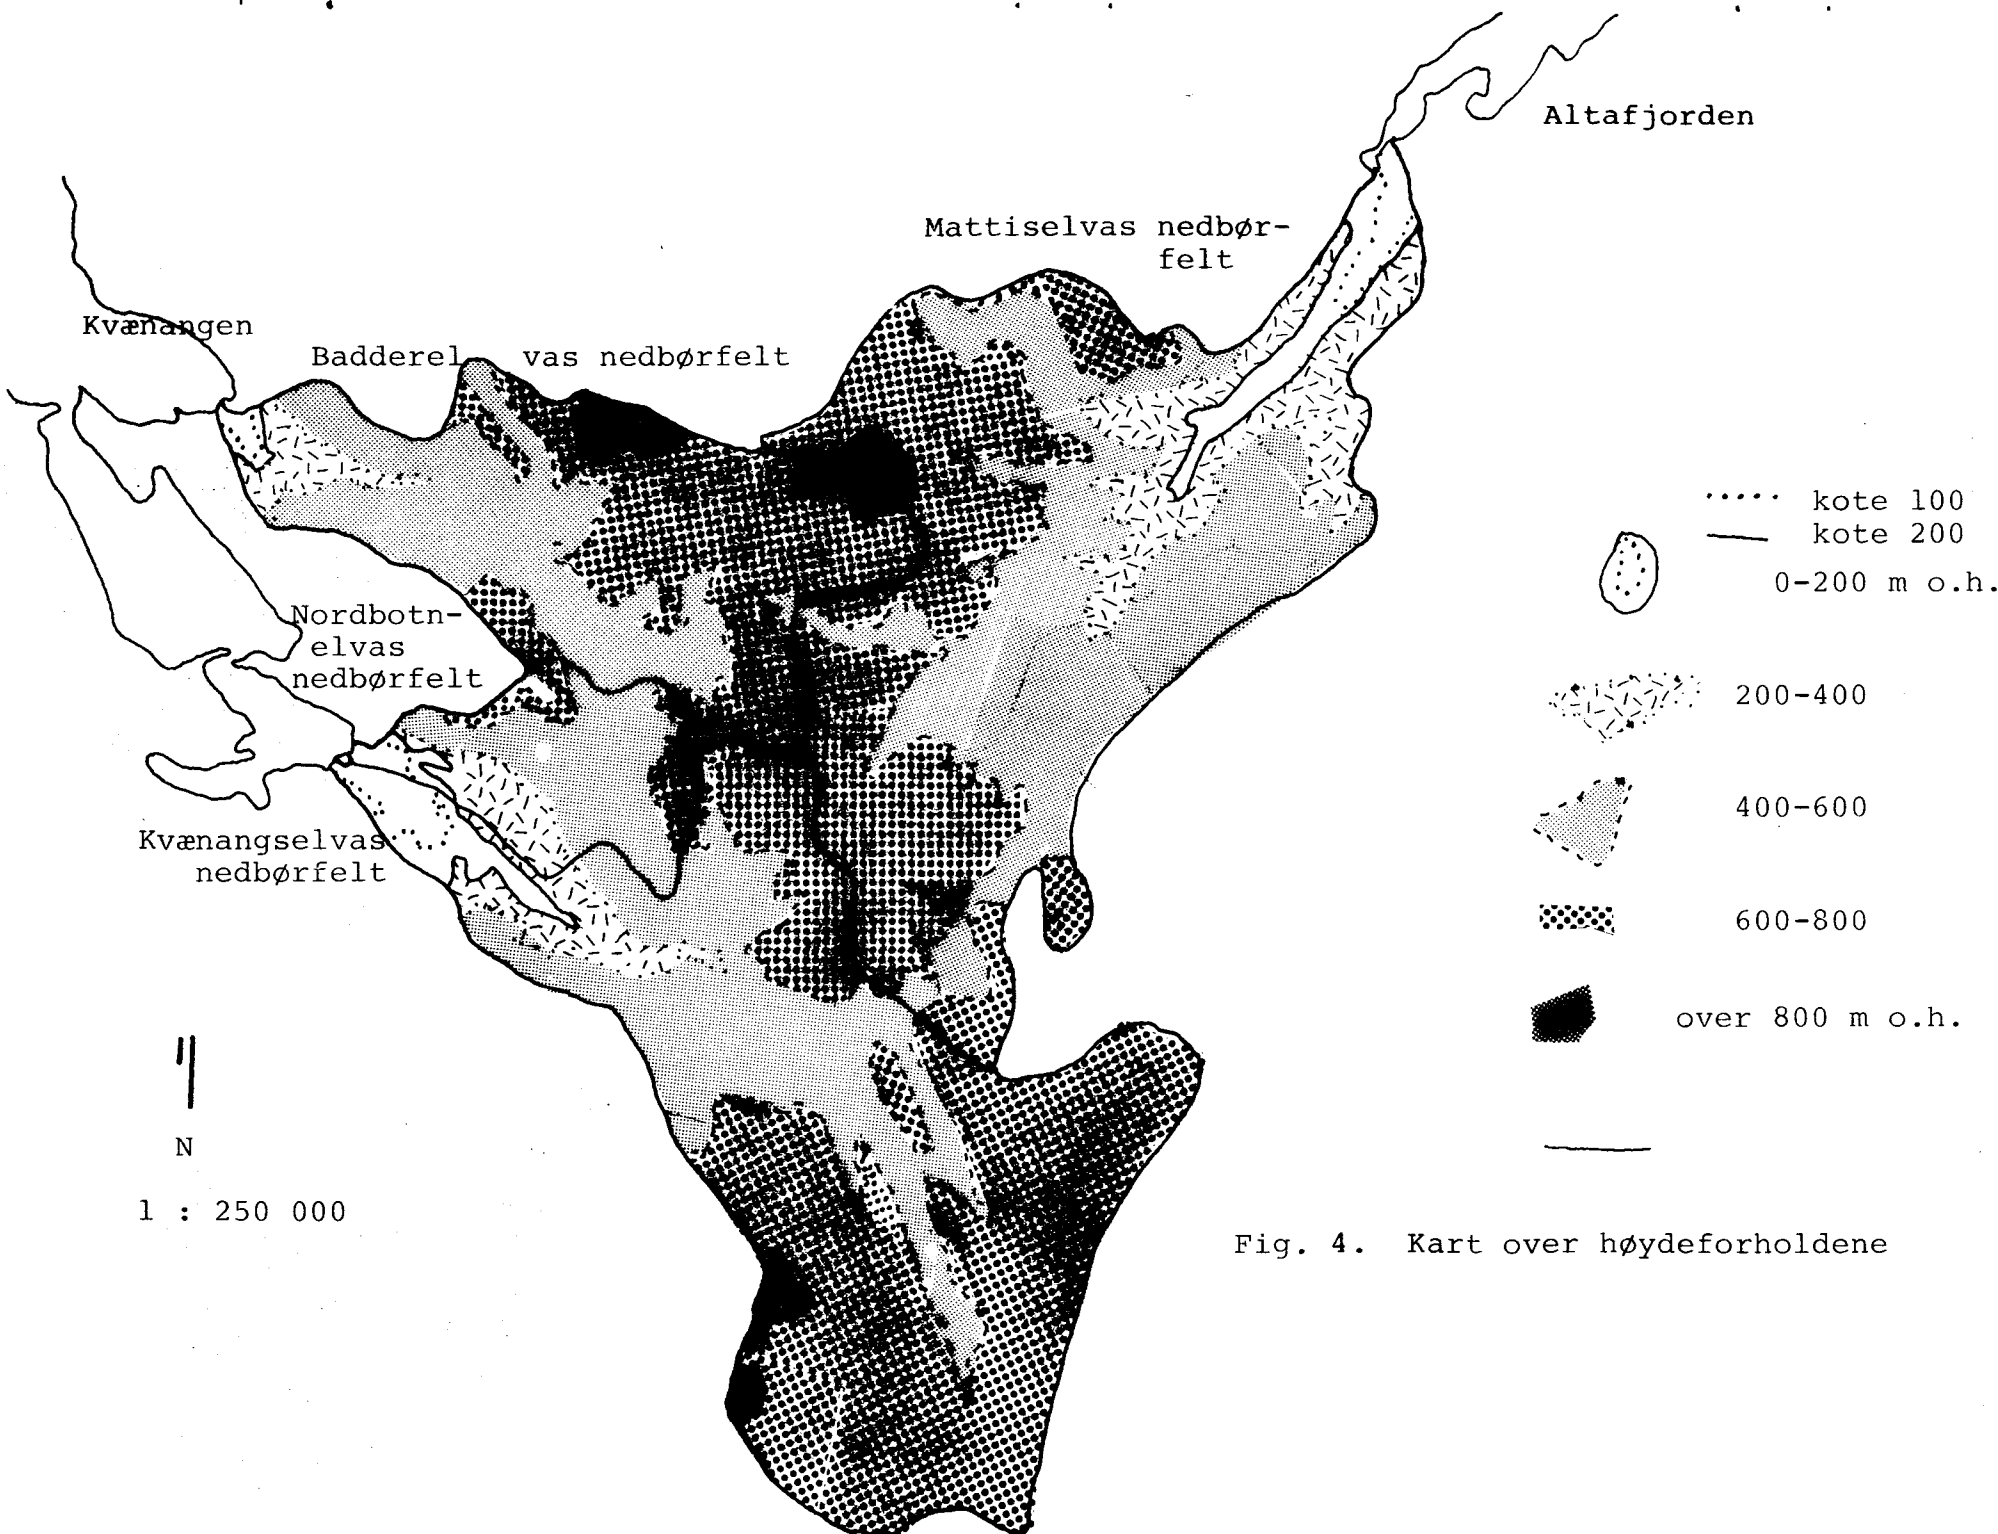 Altafjorden
Mattiselvas nedbør-
felt
Kvænangen
Badderel vas nedbørfelt
Nordbotn-
elvas
nedbørfelt
Kvænangselvas
nedbørfelt
kote 100
kote 200
0-200 m o.h.
200-400
400-600
600-800
over 800 m o.h.
N
1 : 250 000
Fig. 4. Kart over høydeforholdene